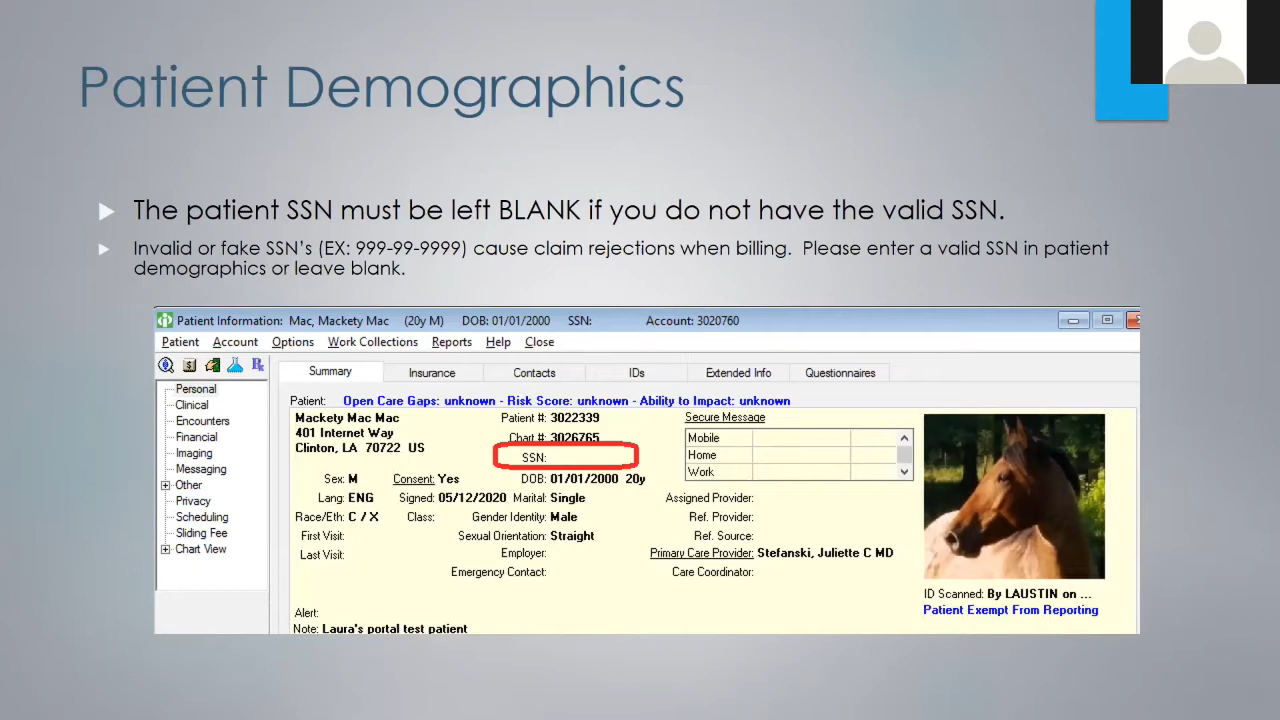 Patient Demographics
The patient SSN must be left BLANK if you do not have the valid SSN.
Invalid or fake SSN's (EX: 999-99-9999) cause claim rejections when billing. Please enter a valid SSN in patient
demographics or leave blank.
Patient Information: Mac, Mackety Mac (20y M) DOB: 01/01/2000 SSN: Account: 3020760
Patient Account Options Work Collections Reports Help Close
Summary Insurance Contacts IDs Extended Info Questionnaires
Personal
Clinical
Encounters
Financial
Imaging
Messaging
Other
Privacy
Scheduling
Sliding Fee
Chart View
Patient: Open Care Gaps: unknown - Risk Score: unknown - Ability to Impact: unknown
Mackety Mac Mac
401 Internet Way
Clinton, LA 70722 US
Patient #: 3022339
Chart #: 3026765
SSN:
Sex: M Consent: Yes DOB: 01/01/2000 20y
Lang: ENG Signed: 05/12/2020 Marital: Single
Race/Eth: C / X Class: Gender Identity: Male
First Visit: Sexual Orientation: Straight
Last Visit: Employer:
Emergency Contact:
Secure Message
Mobile
Home
Work
Assigned Provider:
Ref. Provider:
Ref. Source:
Primary Care Provider: Stefanski, Juliette C MD
Care Coordinator:
ID Scanned: By LAUSTIN on ...
Patient Exempt From Reporting
Alert:
Note: Laura's portal test patient